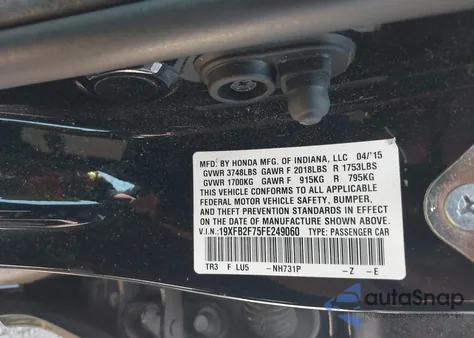 MFD. BY HONDA MFG. OF INDIANA, LLC 04/'15
GVWR 3748LBS GAWR F 2018LBS R 1753LBS
GVWR 1700KG GAWR F 915KG R 795KG
THIS VEHICLE CONFORMS TO ALL APPLICABLE
FEDERAL MOTOR VEHICLE SAFETY, BUMPER,
AND THEFT PREVENTION STANDARDS IN EFFECT
ON THE DATE OF MANUFACTURE SHOWN ABOVE.
V.I.N.:19XFB2F75FE249060 TYPE: PASSENGER CAR
TR3 F LU5 -NH731P -Z -E
autoSnap